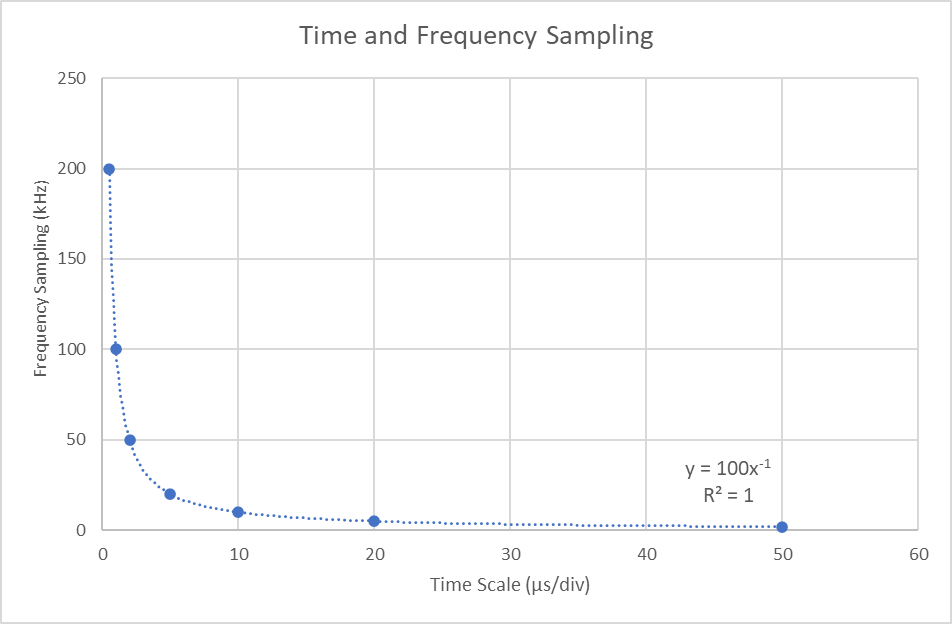 Time and Frequency Sampling
250
200
150
100
50
0
Frequency Sampling (kHz)
y = 100x⁻¹
R² = 1
0 10 20 30 40 50 60
Time Scale (µs/div)